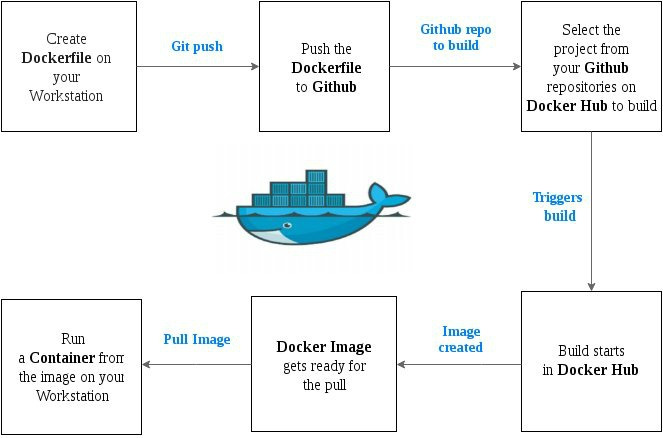 Create
Dockerfile on
your
Workstation
Git push
Push the
Dockerfile
to Github
Github repo
to build
Select the
project from
your Github
repositories on
Docker Hub to build
Triggers
build
Build starts
in Docker Hub
Image
created
Docker Image
gets ready for
the pull
Pull Image
Run
a Container from
the image on your
Workstation